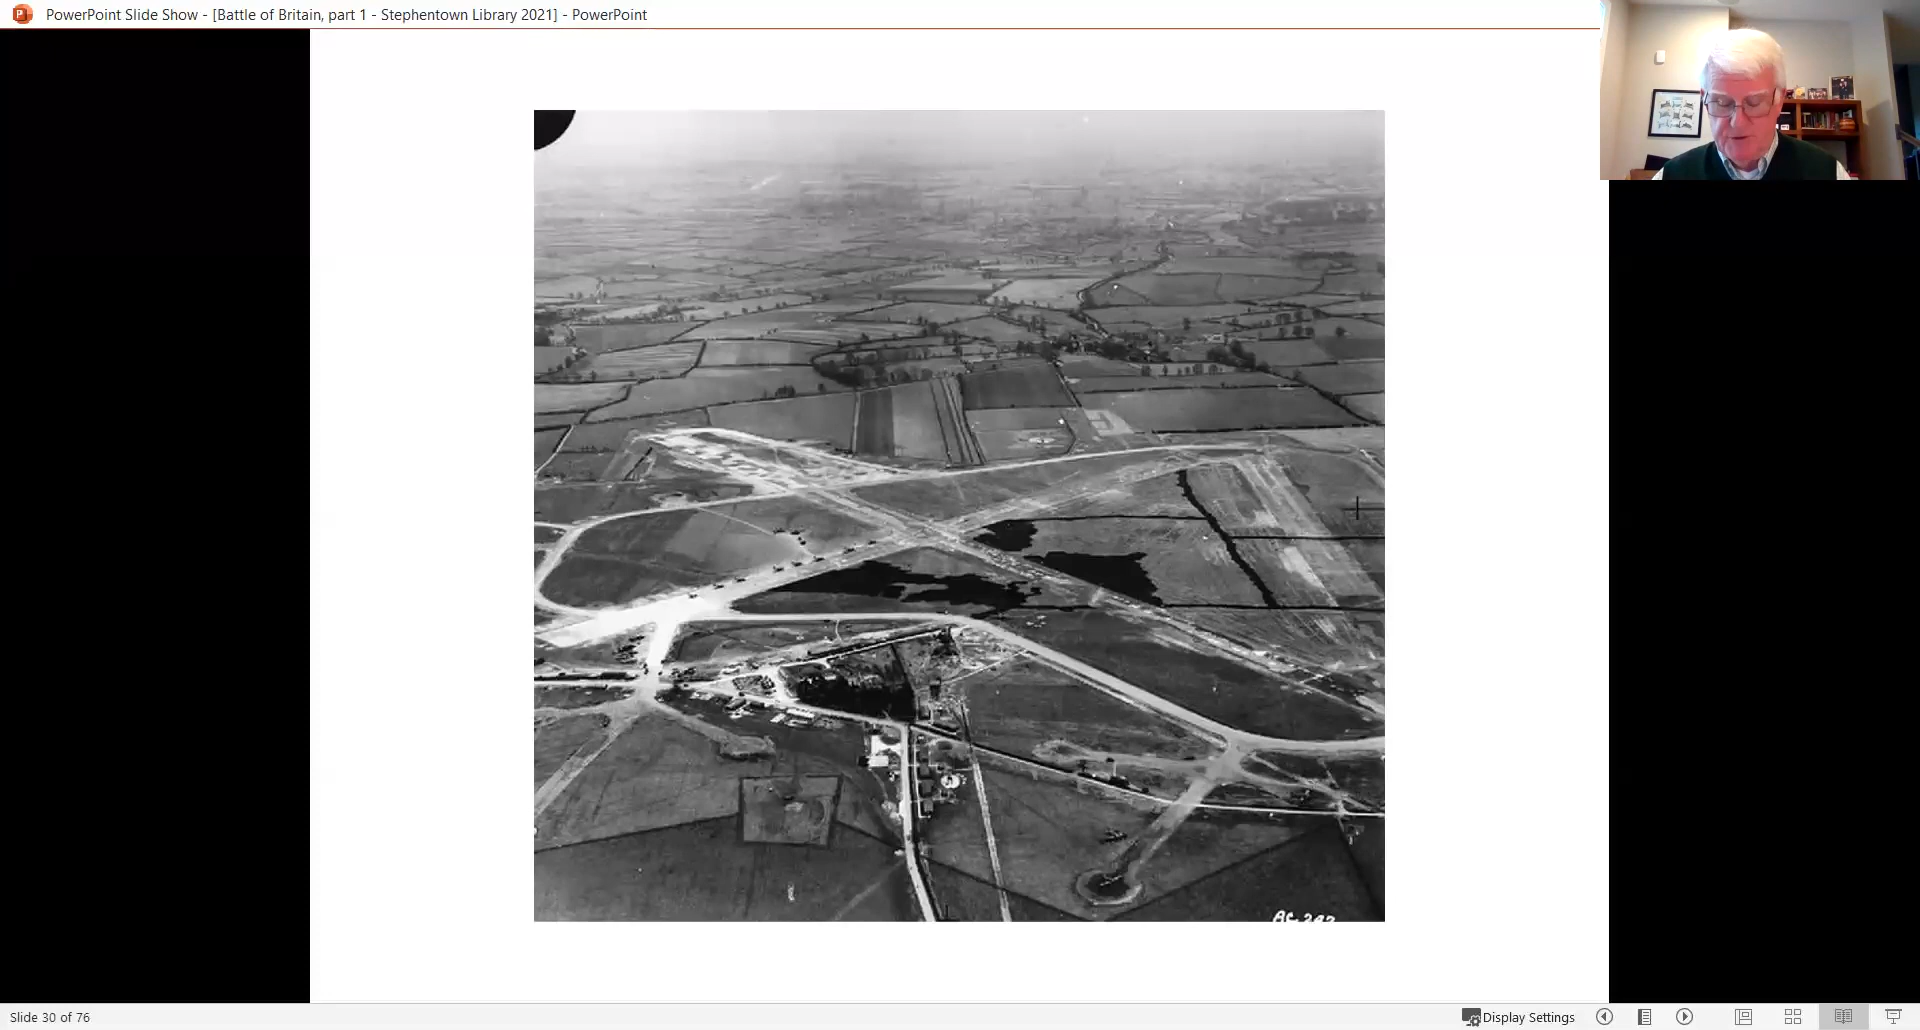 PowerPoint Slide Show - [Battle of Britain, part 1 - Stephentown Library 2021] - PowerPoint
Slide 30 of 76
Display Settings